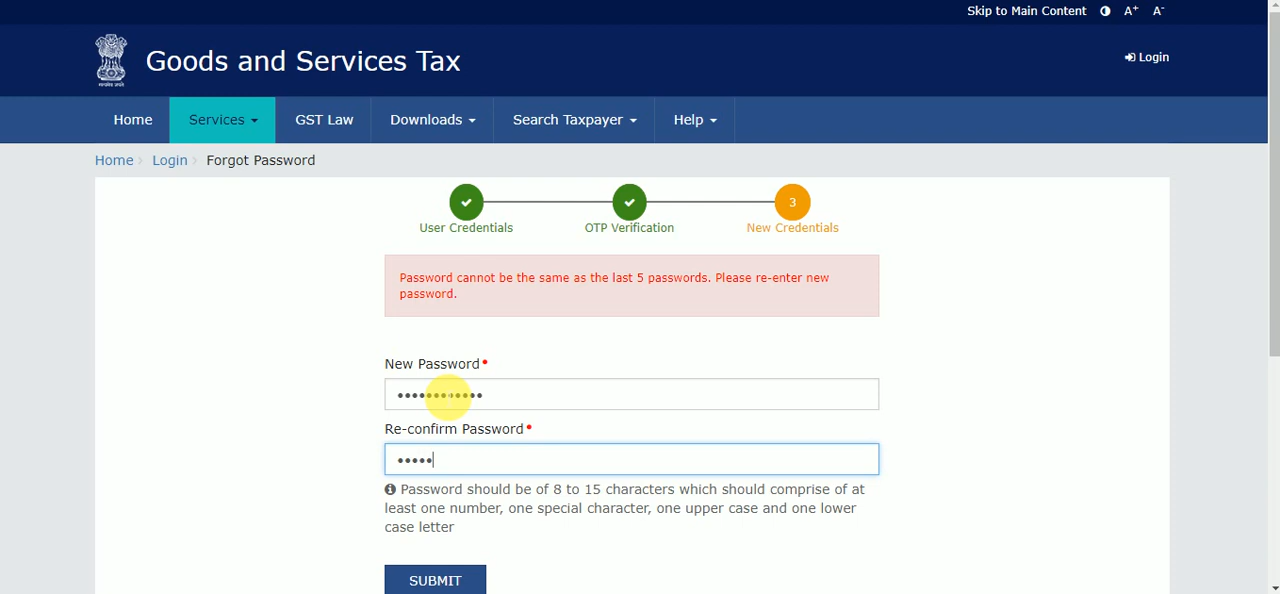 Skip to Main Content A+ A-
Goods and Services Tax
Login
Home Services GST Law Downloads Search Taxpayer Help
Home › Login › Forgot Password
3
User Credentials OTP Verification New Credentials
Password cannot be the same as the last 5 passwords. Please re-enter new
password.
New Password•
••••••••••••
Re-confirm Password•
•••••
Password should be of 8 to 15 characters which should comprise of at
least one number, one special character, one upper case and one lower
case letter
SUBMIT